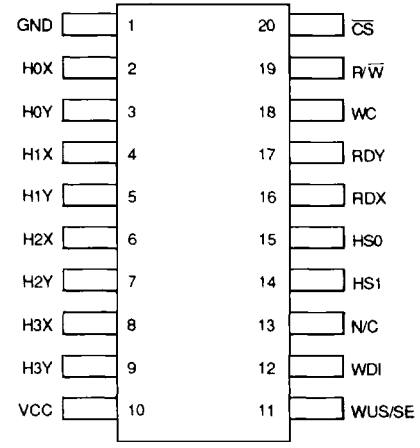 GND 1 20 C̅S̅
H0X 2 19 R/W̅
H0Y 3 18 WC
H1X 4 17 RDY
H1Y 5 16 RDX
H2X 6 15 HS0
H2Y 7 14 HS1
H3X 8 13 N/C
H3Y 9 12 WDI
VCC 10 11 WUS/SE